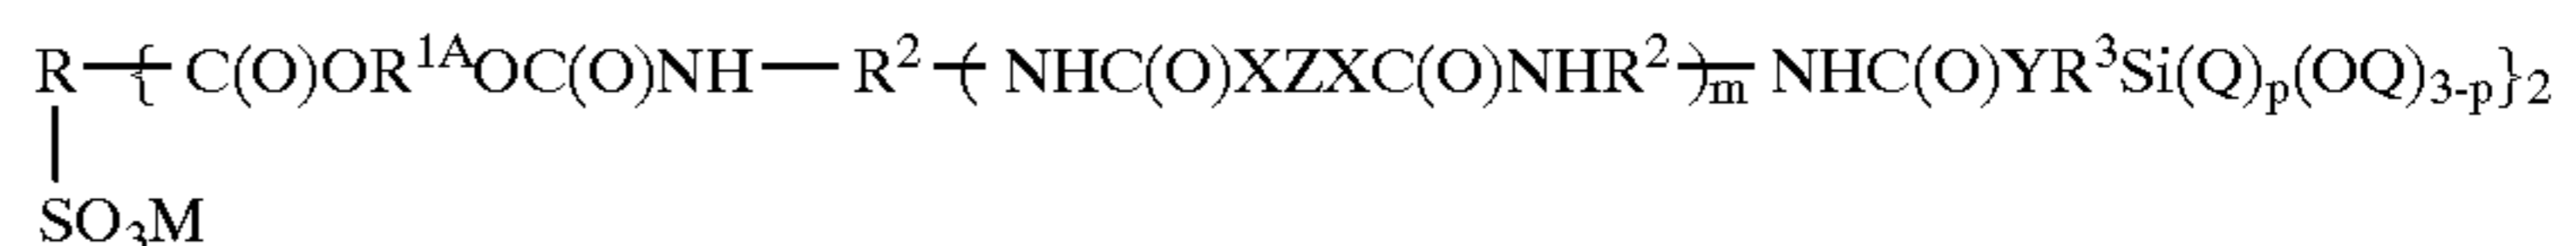 R—{C(O)OR¹ᴬOC(O)NH—R²—(NHC(O)XZXC(O)NHR²)ₘ—NHC(O)YR³Si(Q)ₚ(OQ)₃₋ₚ}₂
SO₃M